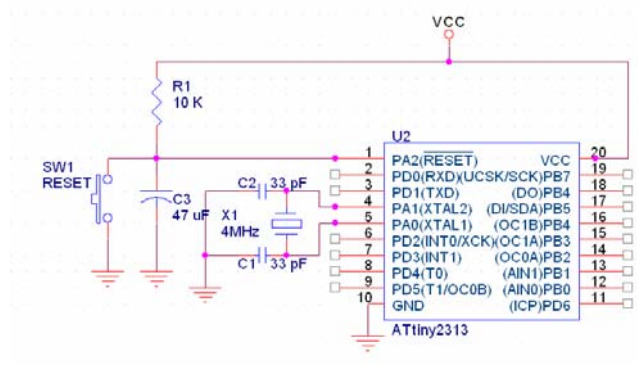 VCC
R1
10 K
U2
SW1
RESET
C3
47 uF
C2 33 pF
X1
4MHz
C1 33 pF
1 PA2(RESET) VCC 20
2 PD0(RXD)(UCSK/SCK)PB7 19
3 PD1(TXD) (DO)PB4 18
4 PA1(XTAL2) (DI/SDA)PB5 17
5 PA0(XTAL1) (OC1B)PB4 16
6 PD2(INT0/XCK)(OC1A)PB3 15
7 PD3(INT1) (OC0A)PB2 14
8 PD4(T0) (AIN1)PB1 13
9 PD5(T1/OC0B) (AIN0)PB0 12
10 GND (ICP)PD6 11
ATtiny2313